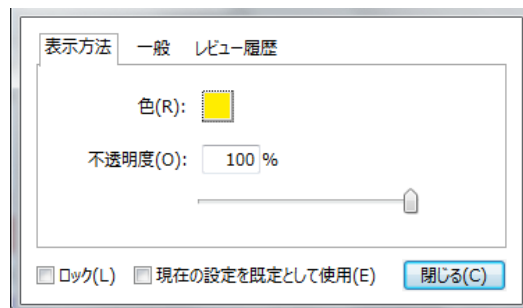 表示方法 一般 レビュー履歴
色(R):
不透明度(O): 100 %
ロック(L) 現在の設定を既定として使用(E) 閉じる(C)